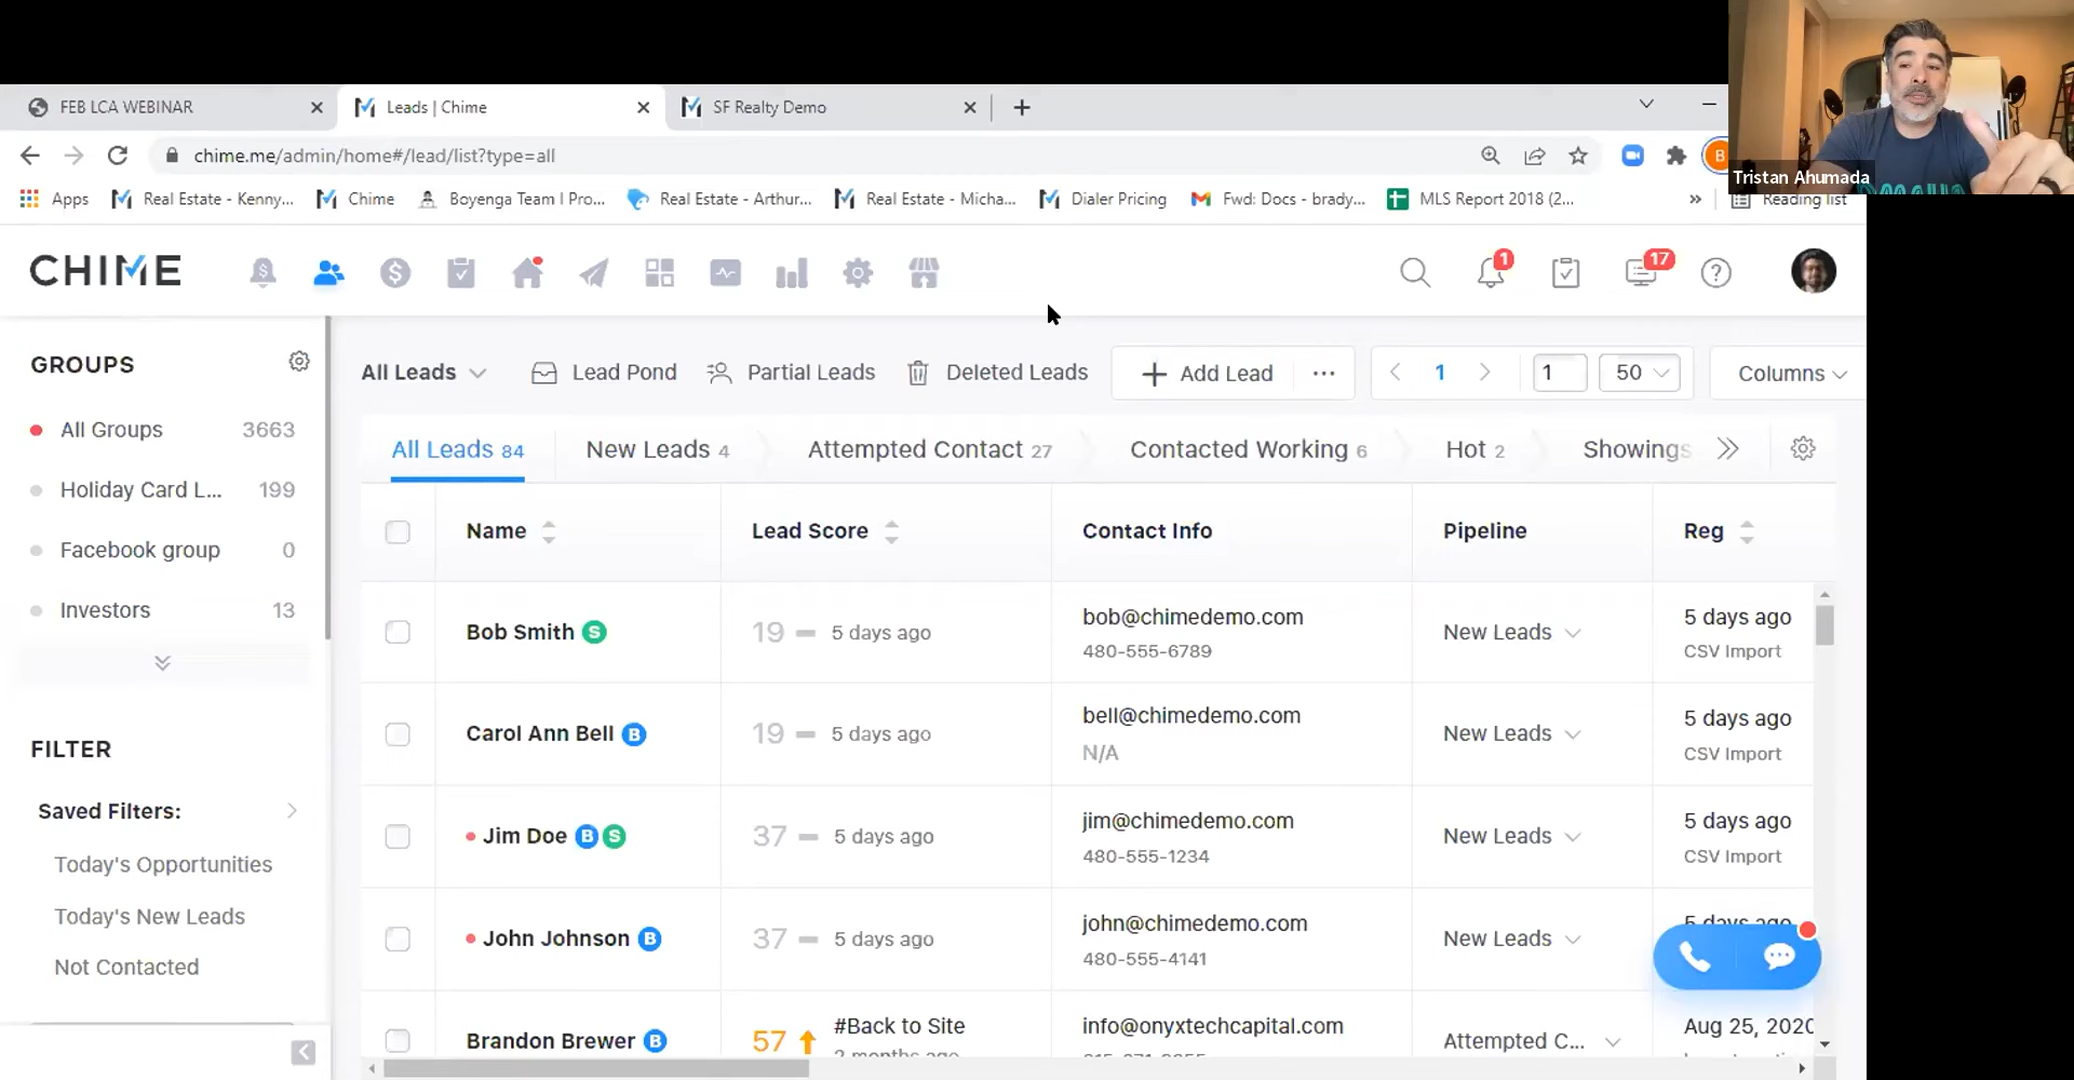 FEB LCA WEBINAR
Leads | Chime
SF Realty Demo
Tristan Ahumada
chime.me/admin/home#/lead/list?type=all
B
Apps
Real Estate - Kenny...
Chime
Boyenga Team I Pro...
Real Estate - Arthur...
Real Estate - Micha...
Dialer Pricing
Fwd: Docs - brady...
MLS Report 2018 (2...
»
Reading list
CHIME
1
17
GROUPS
All Groups 3663
Holiday Card L... 199
Facebook group 0
Investors 13
FILTER
Saved Filters:
Today's Opportunities
Today's New Leads
Not Contacted
All Leads
Lead Pond
Partial Leads
Deleted Leads
+ Add Lead
...
1
1
50
Columns
All Leads 84
New Leads 4
Attempted Contact 27
Contacted Working 6
Hot 2
Showings
Name
Lead Score
Contact Info
Pipeline
Reg
Bob Smith S
19 – 5 days ago
bob@chimedemo.com
480-555-6789
New Leads
5 days ago
CSV Import
Carol Ann Bell B
19 – 5 days ago
bell@chimedemo.com
N/A
New Leads
5 days ago
CSV Import
Jim Doe B S
37 – 5 days ago
jim@chimedemo.com
480-555-1234
New Leads
5 days ago
CSV Import
John Johnson B
37 – 5 days ago
john@chimedemo.com
480-555-4141
New Leads
5 days ago
Brandon Brewer B
57
#Back to Site
2 months ago
info@onyxtechcapital.com
Attempted C...
Aug 25, 2020